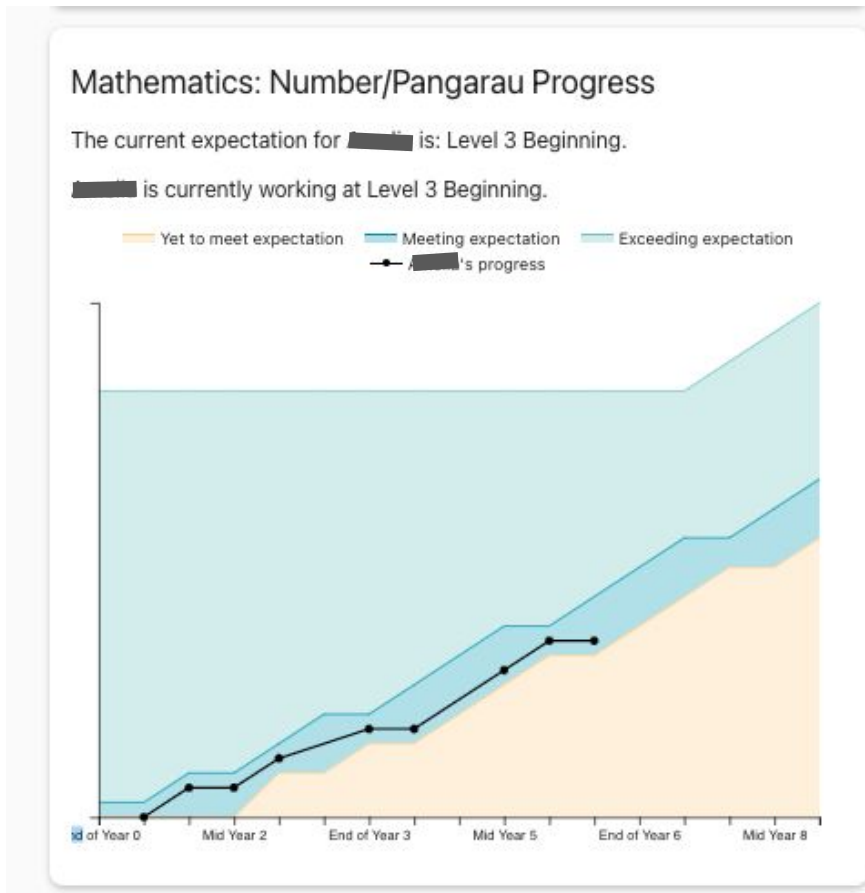 Mathematics: Number/Pangarau Progress
The current expectation for is: Level 3 Beginning.
is currently working at Level 3 Beginning.
Yet to meet expectation Meeting expectation Exceeding expectation
's progress
nd of Year 0 Mid Year 2 End of Year 3 Mid Year 5 End of Year 6 Mid Year 8